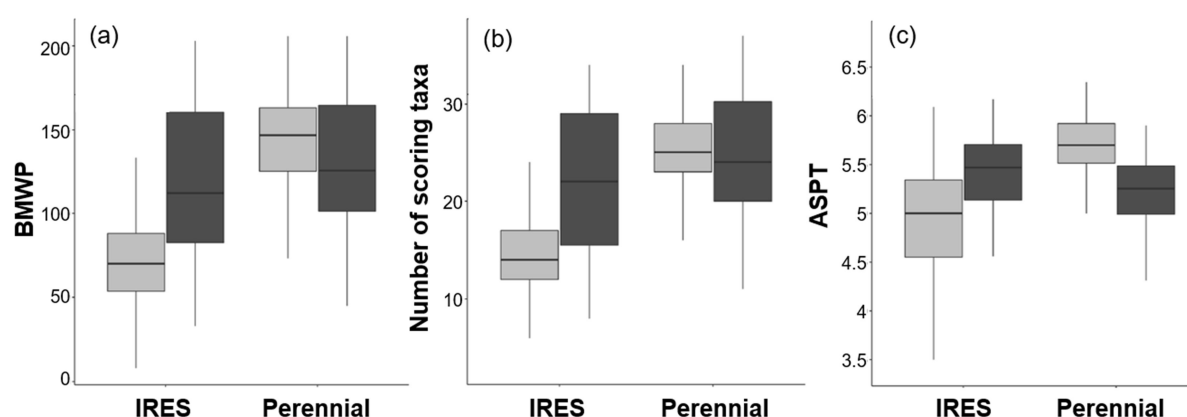 (a)
BMWP
200
150
100
50
0
IRES Perennial
(b)
Number of scoring taxa
30
20
10
IRES Perennial
(c)
ASPT
6.5
6
5.5
5
4.5
4
3.5
IRES Perennial